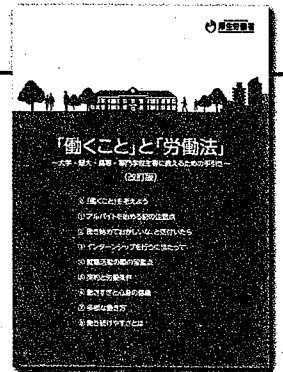 厚生労働省
「働くこと」と「労働法」
～大学・短大・高専・専門学校生等に教えるための手引き～
(改訂版)
⓪「働くこと」を考えよう
①アルバイトを始める前の注意点
②働き始めておかしいな、と気付いたら
③インターンシップを行うに当たって
④就職活動の際の留意点
⑤契約と労働条件
⑥働きすぎと心身の健康
⑦多様な働き方
⑧働き続けやすさとは